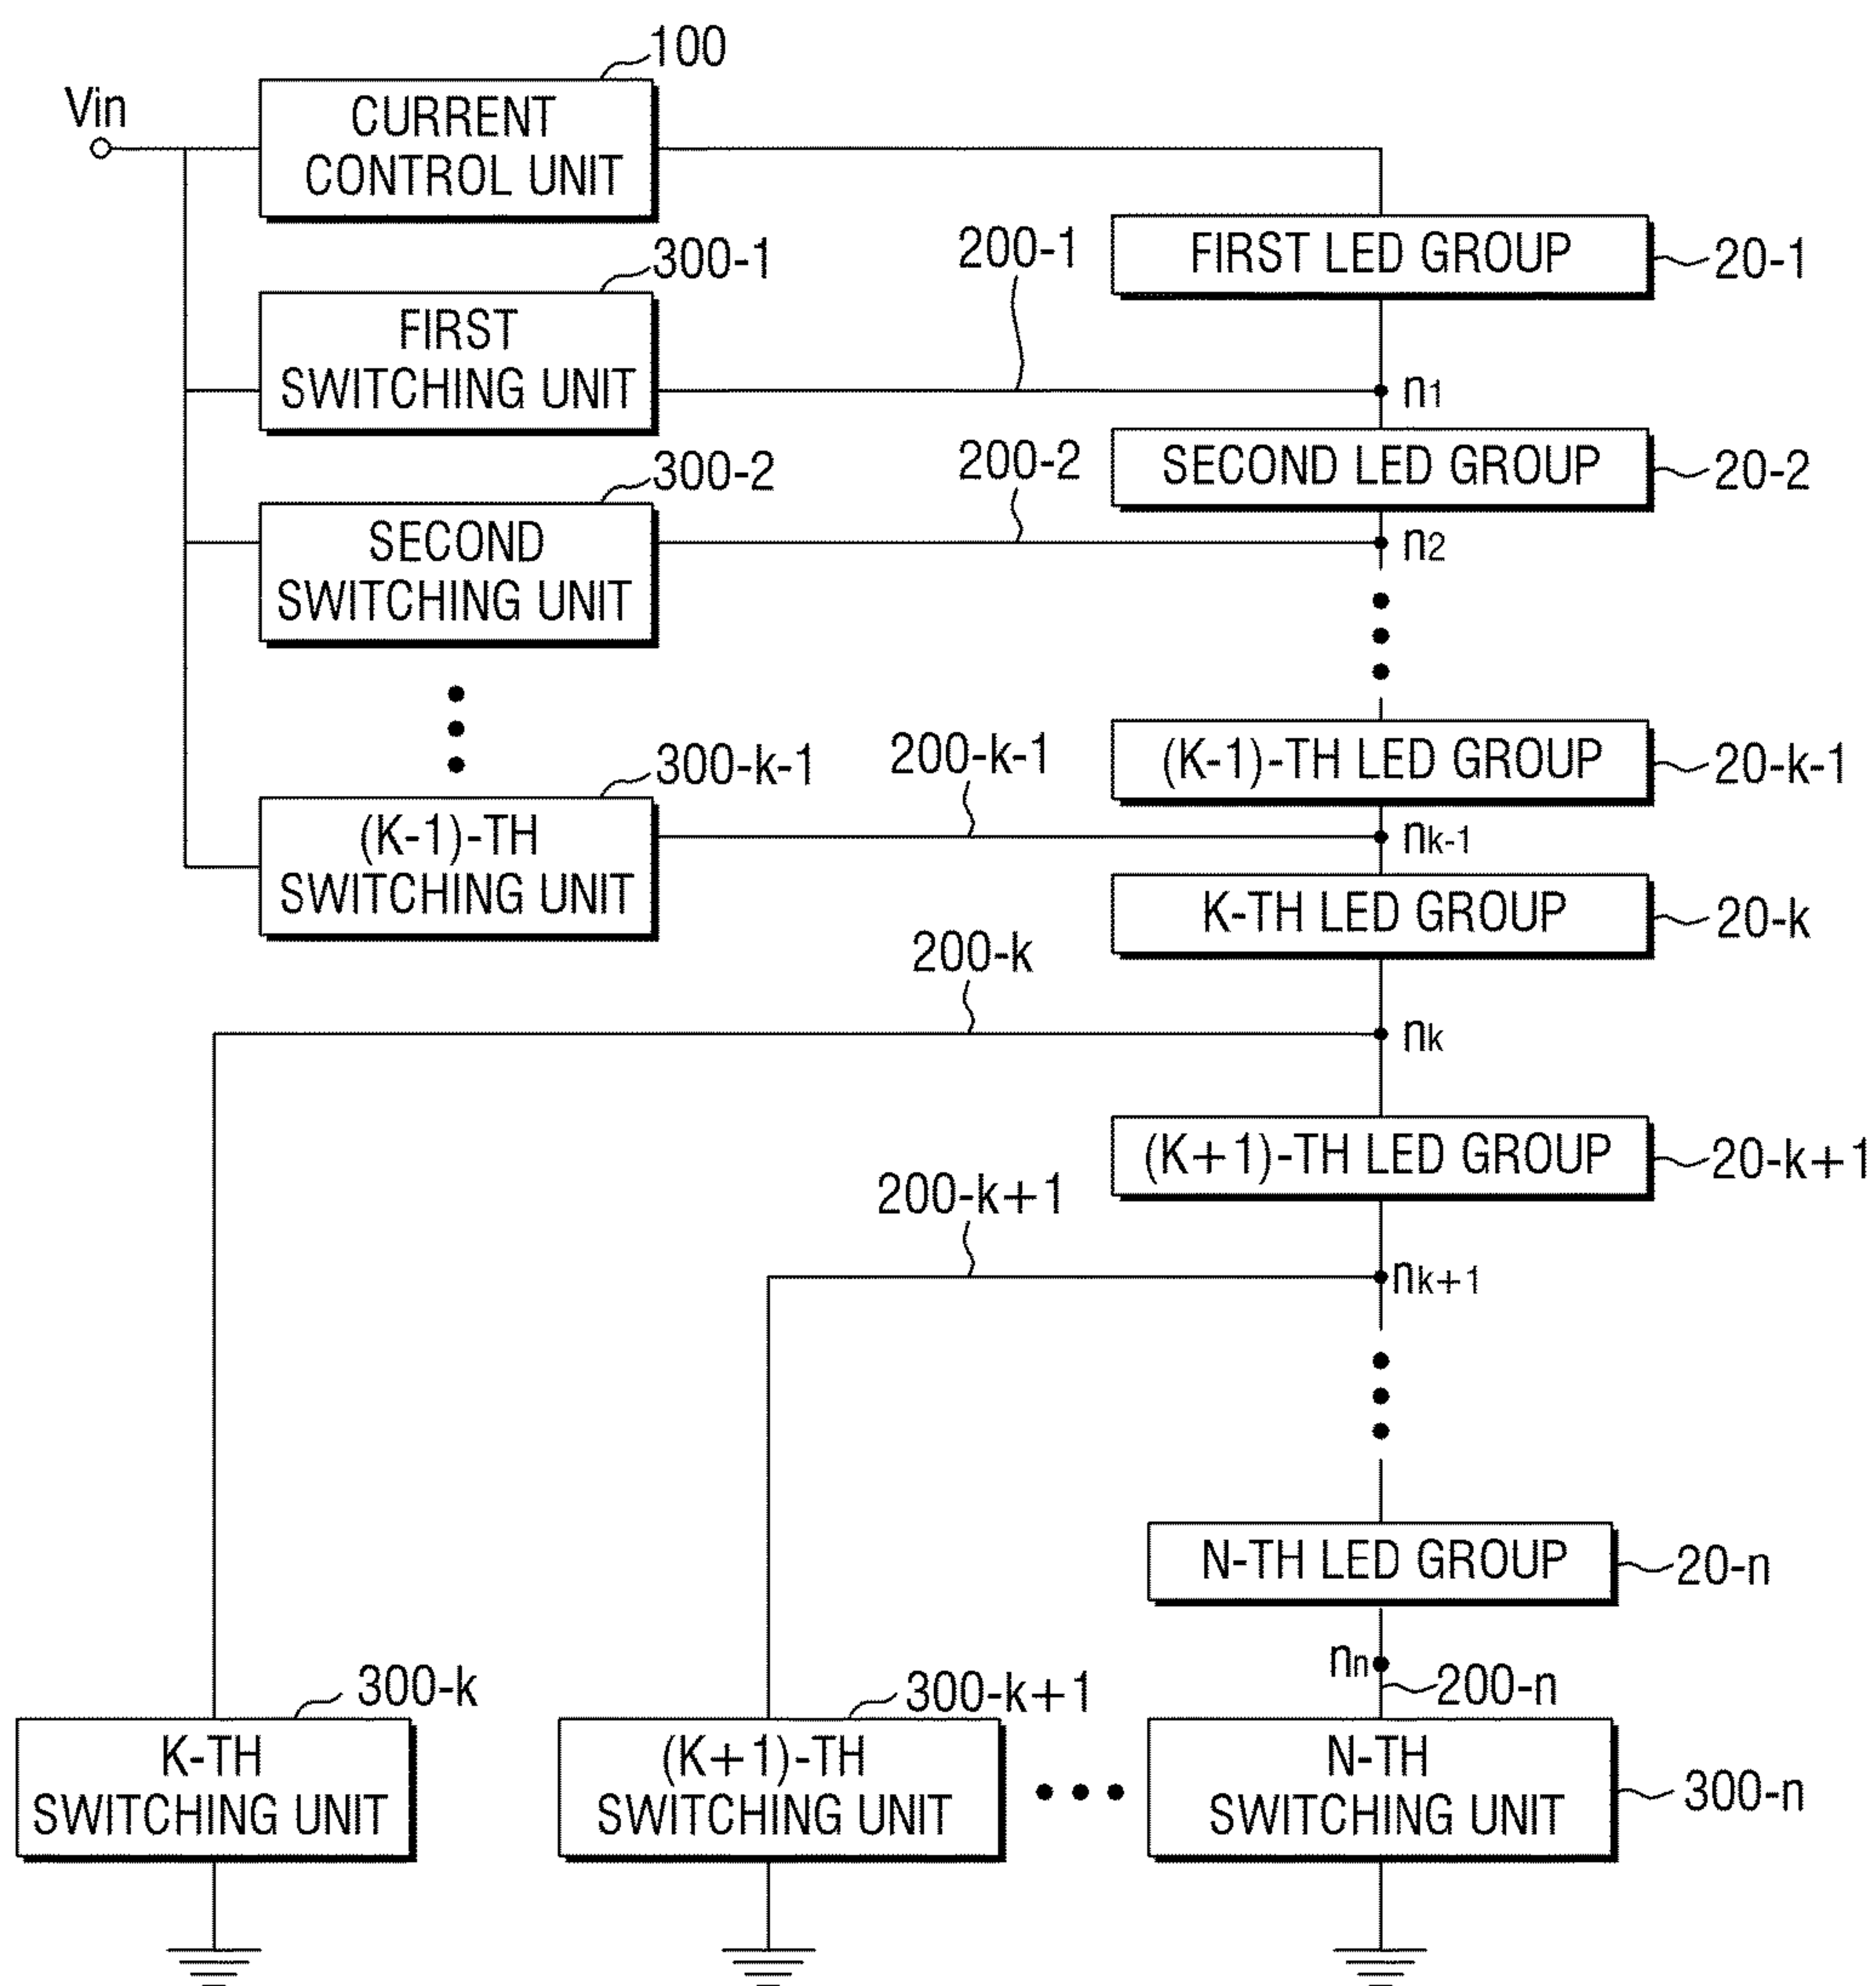 100
Vin
CURRENT
CONTROL UNIT
300-1
200-1
FIRST LED GROUP
20-1
FIRST
SWITCHING UNIT
n1
300-2
200-2
SECOND LED GROUP
20-2
SECOND
SWITCHING UNIT
n2
300-k-1
200-k-1
(K-1)-TH LED GROUP
20-k-1
(K-1)-TH
SWITCHING UNIT
nk-1
K-TH LED GROUP
20-k
200-k
nk
(K+1)-TH LED GROUP
20-k+1
200-k+1
nk+1
N-TH LED GROUP
20-n
nn
200-n
300-k
300-k+1
K-TH
SWITCHING UNIT
(K+1)-TH
SWITCHING UNIT
N-TH
SWITCHING UNIT
300-n